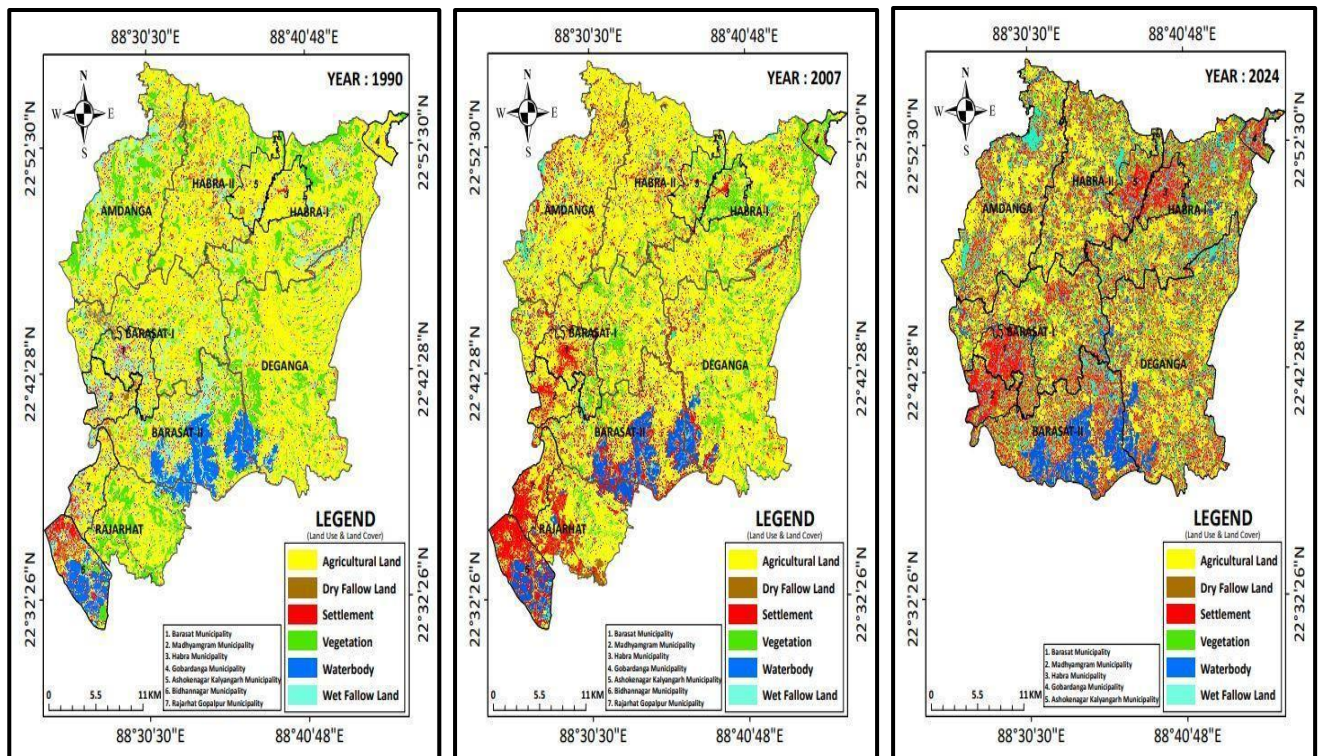 88°30'30"E 88°40'48"E
YEAR : 1990
N
W E
S
22°52'30"N
22°52'30"N
HABRA-II 5
3
HABRA-I
AMDANGA
BARASAT-I
22°42'28"N
22°42'28"N
DEGANGA
BARASAT-II
7
RAJARHAT
LEGEND
(Land Use & Land Cover)
Agricultural Land
Dry Fallow Land
Settlement
Vegetation
Waterbody
Wet Fallow Land
22°32'26"N
22°32'26"N
1. Barasat Municipality
2. Madhyamgram Municipality
3. Habra Municipality
4. Gobardanga Municipality
5. Ashokenagar Kalyangarh Municipality
6. Bidhannagar Municipality
7. Rajarhat Gopalpur Municipality
0 5.5 11KM
88°30'30"E 88°40'48"E
88°30'30"E 88°40'48"E
YEAR : 2007
N
W E
S
22°52'30"N
22°52'30"N
HABRA-II 5
HABRA-I
AMDANGA
BARASAT-I
22°42'28"N
22°42'28"N
DEGANGA
BARASAT-II
RAJARHAT
LEGEND
(Land Use & Land Cover)
Agricultural Land
Dry Fallow Land
Settlement
Vegetation
Waterbody
Wet Fallow Land
22°32'26"N
22°32'26"N
1. Barasat Municipality
2. Madhyamgram Municipality
3. Habra Municipality
4. Gobardanga Municipality
5. Ashokenagar Kalyangarh Municipality
6. Bidhannagar Municipality
7. Rajarhat Gopalpur Municipality
0 5.5 11KM
88°30'30"E 88°40'48"E
88°30'30"E 88°40'48"E
YEAR : 2024
N
W E
S
22°52'30"N
22°52'30"N
HABRA-II
HABRA-I
AMDANGA
BARASAT-I
22°42'28"N
22°42'28"N
DEGANGA
BARASAT-II
LEGEND
(Land Use & Land Cover)
Agricultural Land
Dry Fallow Land
Settlement
Vegetation
Waterbody
Wet Fallow Land
22°32'26"N
22°32'26"N
1. Barasat Municipality
2. Madhyamgram Municipality
3. Habra Municipality
4. Gobardanga Municipality
5. Ashokenagar Kalyangarh Municipality
0 5.5 11KM
88°30'30"E 88°40'48"E